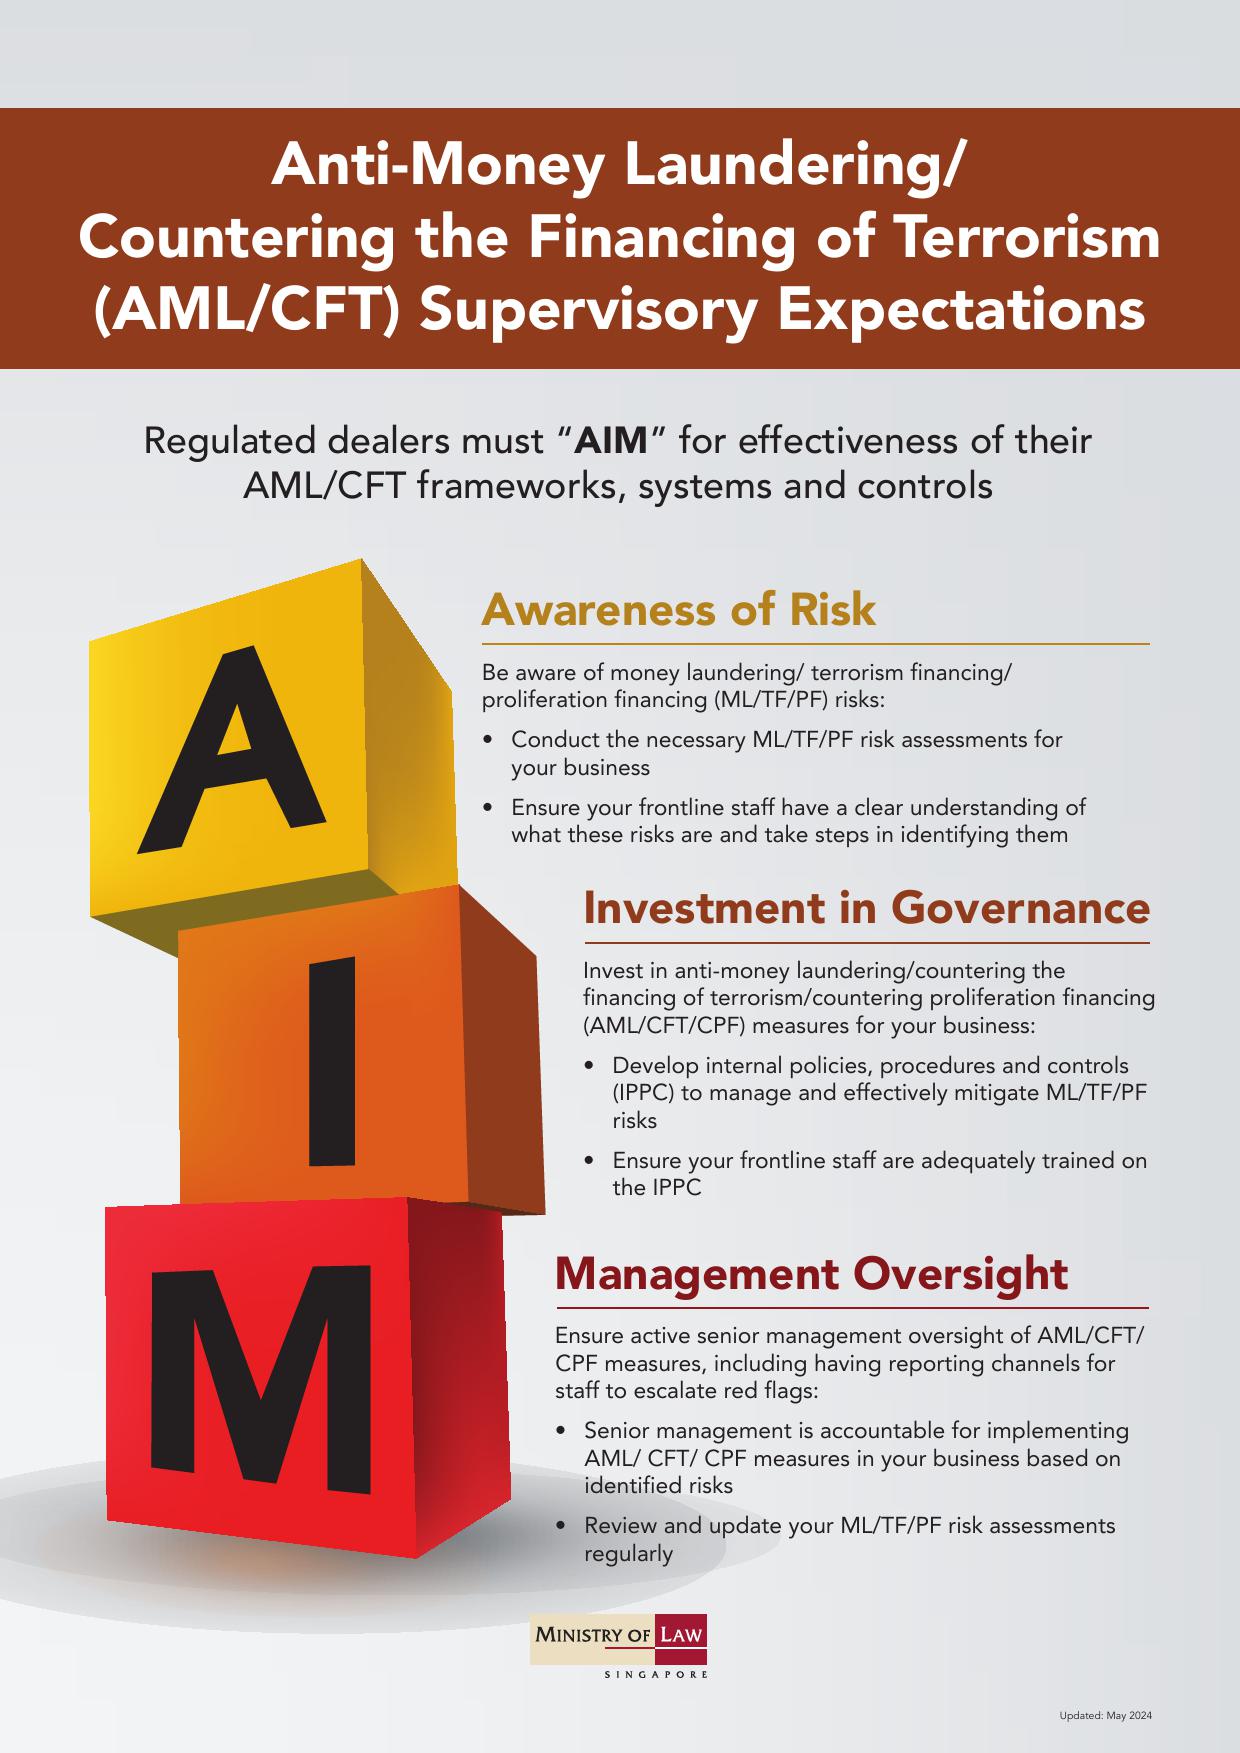 Anti-Money Laundering/
Countering the Financing of Terrorism
(AML/CFT) Supervisory Expectations
Regulated dealers must “AIM” for effectiveness of their
AML/CFT frameworks, systems and controls
A
Awareness of Risk
Be aware of money laundering/ terrorism financing/
proliferation financing (ML/TF/PF) risks:
• Conduct the necessary ML/TF/PF risk assessments for
your business
• Ensure your frontline staff have a clear understanding of
what these risks are and take steps in identifying them
I
Investment in Governance
Invest in anti-money laundering/countering the
financing of terrorism/countering proliferation financing
(AML/CFT/CPF) measures for your business:
• Develop internal policies, procedures and controls
(IPPC) to manage and effectively mitigate ML/TF/PF
risks
• Ensure your frontline staff are adequately trained on
the IPPC
M
Management Oversight
Ensure active senior management oversight of AML/CFT/
CPF measures, including having reporting channels for
staff to escalate red flags:
• Senior management is accountable for implementing
AML/ CFT/ CPF measures in your business based on
identified risks
• Review and update your ML/TF/PF risk assessments
regularly
MINISTRY OF LAW
SINGAPORE
Updated: May 2024